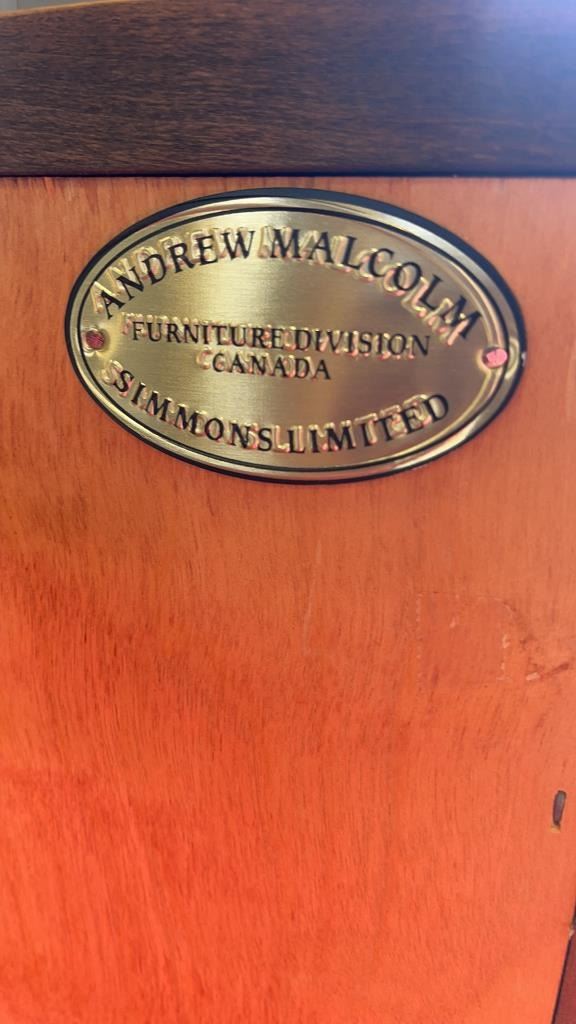 ANDREW MALCOLM
FURNITURE DIVISION
CANADA
SIMMONS LIMITED